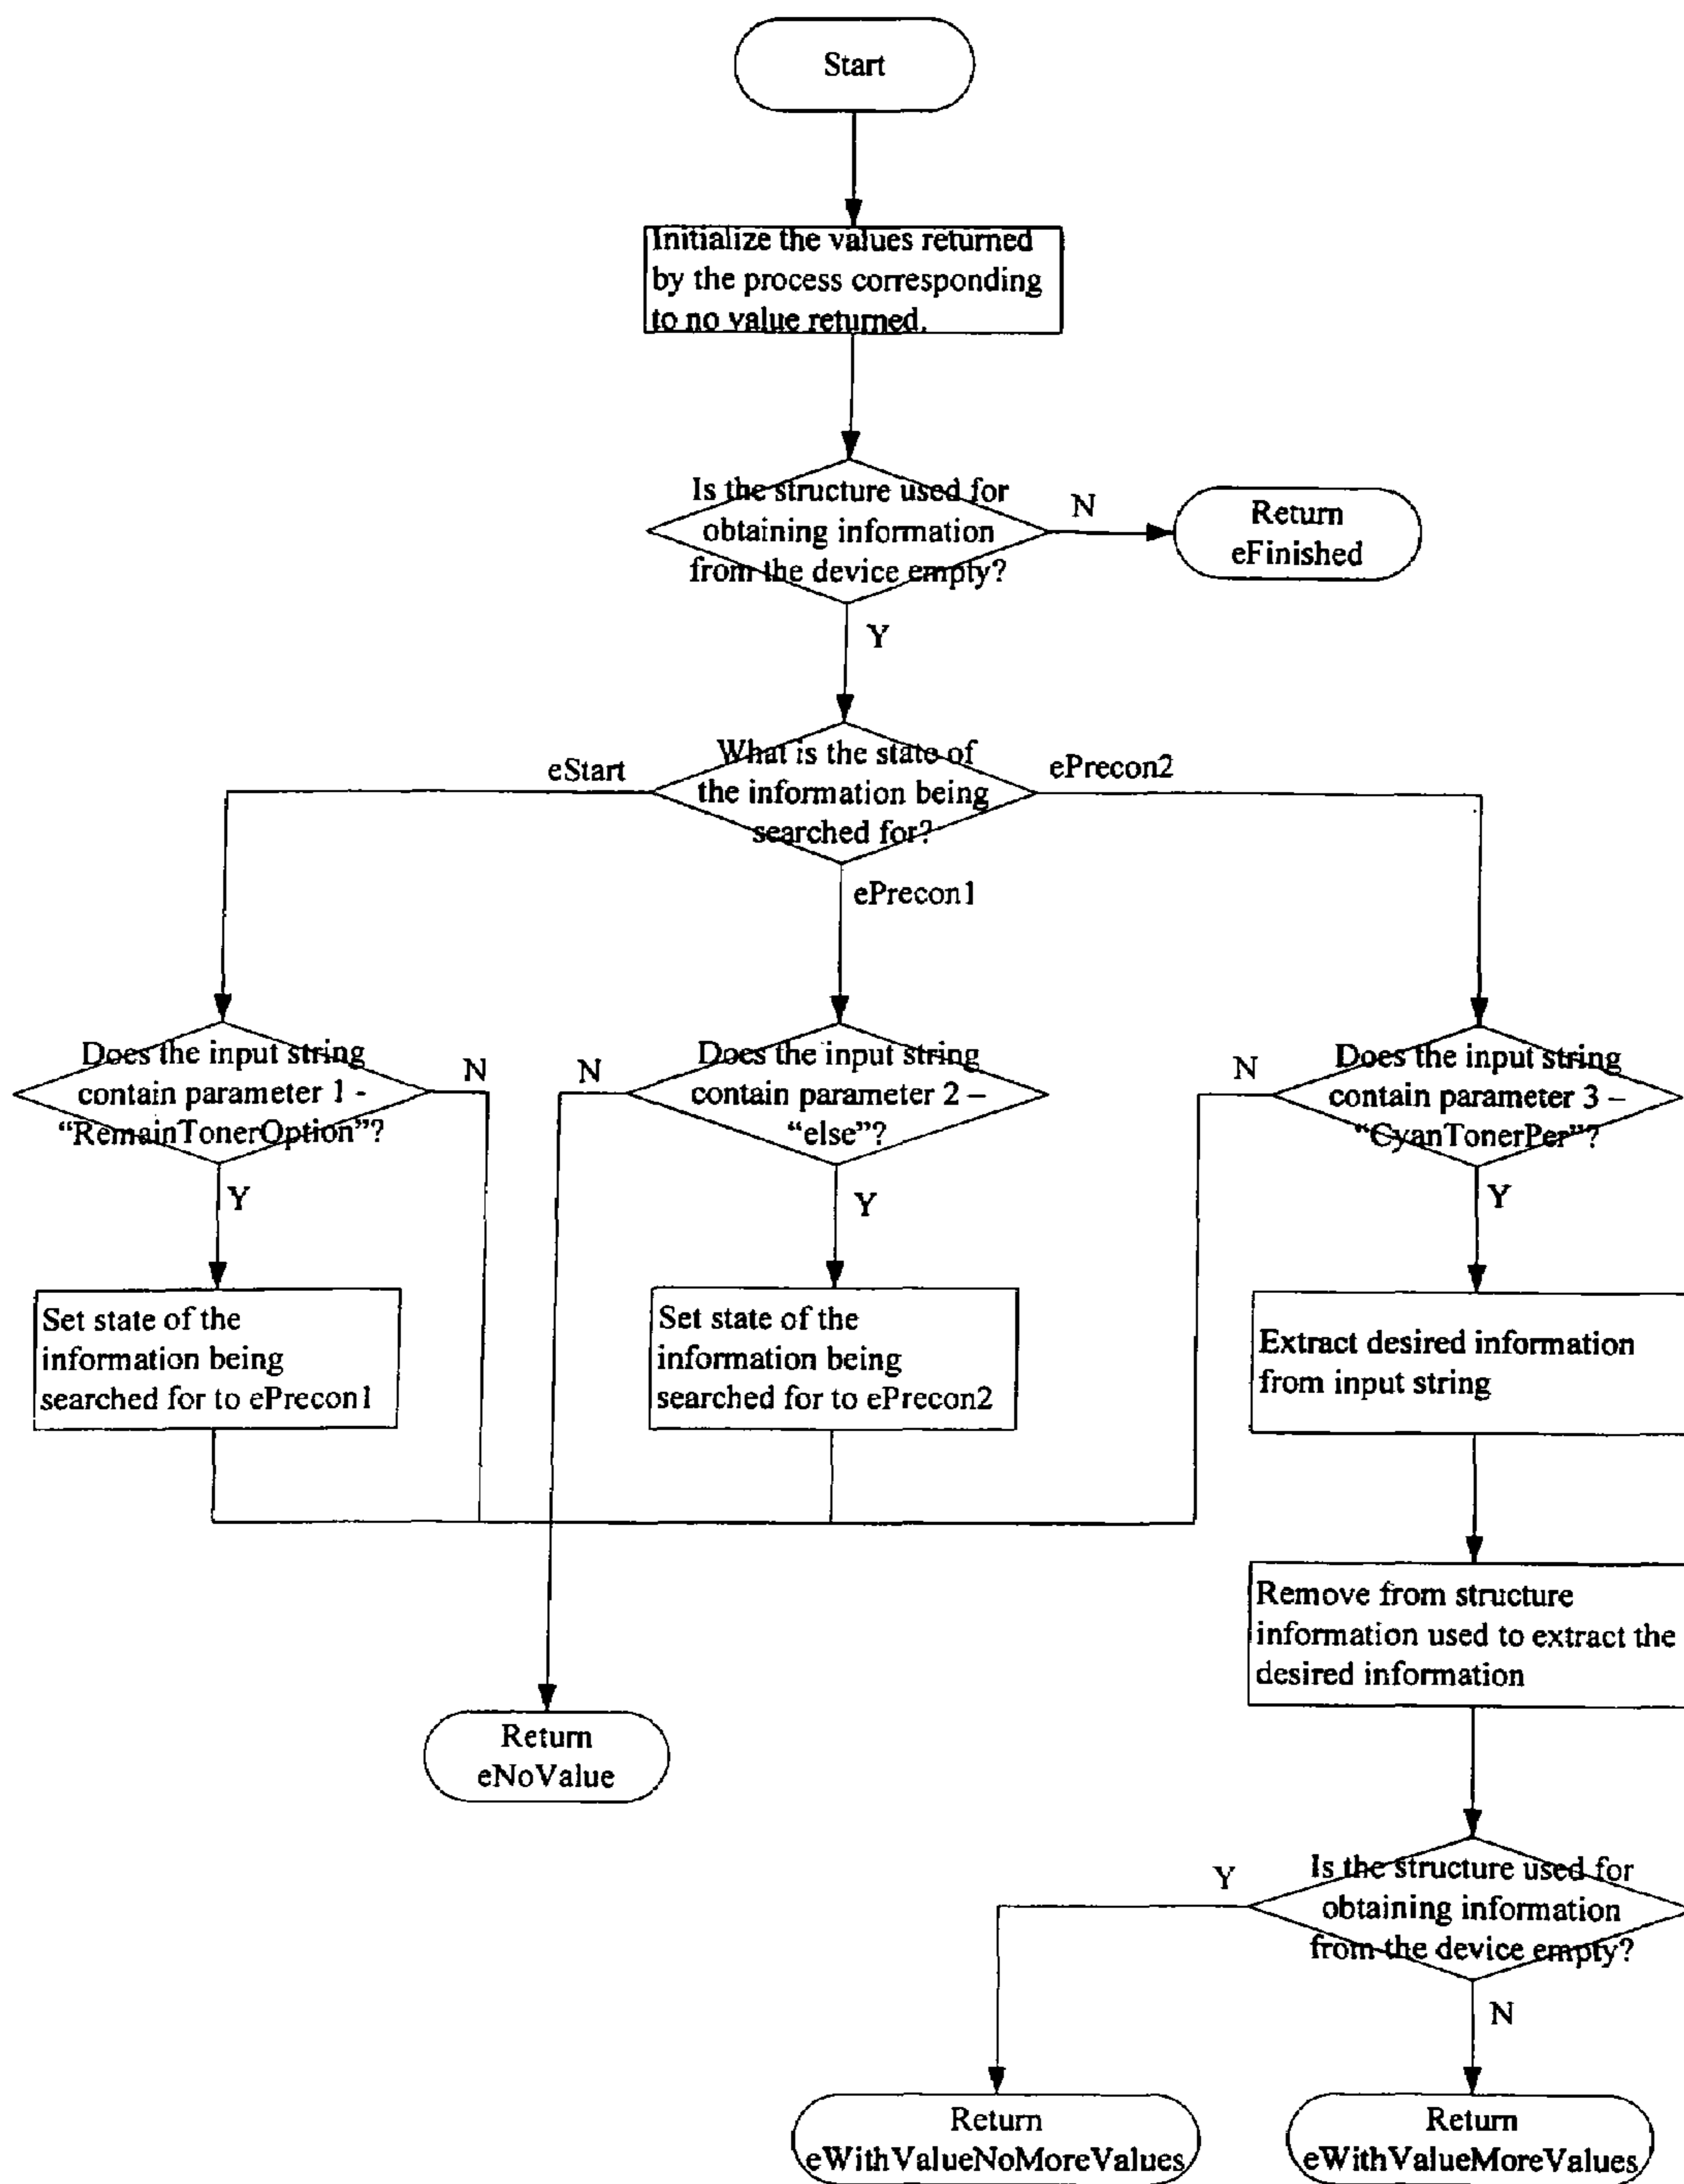 Start
Initialize the values returned
by the process corresponding
to no value returned.
Is the structure used for
obtaining information
from the device empty?
N
Return
eFinished
Y
What is the state of
the information being
searched for?
eStart
ePrecon2
ePrecon1
Does the input string
contain parameter 1 -
“RemainTonerOption”?
N
Y
Does the input string
contain parameter 2 –
“else”?
N
Y
Does the input string
contain parameter 3 –
“CyanTonerPer”?
N
Y
Set state of the
information being
searched for to ePrecon1
Set state of the
information being
searched for to ePrecon2
Extract desired information
from input string
Remove from structure
information used to extract the
desired information
Return
eNoValue
Is the structure used for
obtaining information
from the device empty?
Y
N
Return
eWithValueNoMoreValues
Return
eWithValueMoreValues